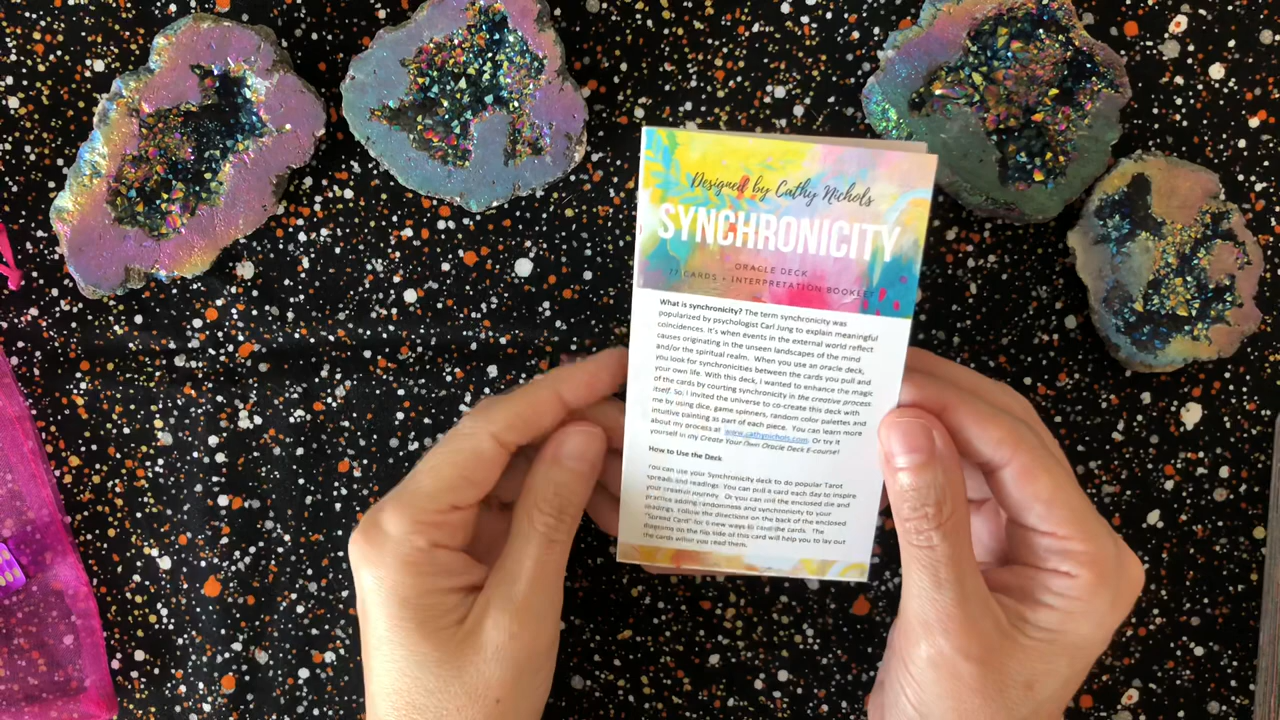 Designed by Cathy Nichols
SYNCHRONICITY
ORACLE DECK
77 CARDS + INTERPRETATION BOOKLET
What is synchronicity? The term synchronicity was
popularized by psychologist Carl Jung to explain meaningful
coincidences. It's when events in the external world reflect
causes originating in the unseen landscapes of the mind
and/or the spiritual realm. When you use an oracle deck,
you look for synchronicities between the cards you pull and
your own life. With this deck, I wanted to enhance the magic
of the cards by courting synchronicity in the creative process
itself. So, I invited the universe to co-create this deck with
me by using dice, game spinners, random color palettes and
intuitive painting as part of each piece. You can learn more
about my process at www.cathynichols.com. Or try it
yourself in my Create Your Own Oracle Deck E-course!
How to Use the Deck
You can use your Synchronicity deck to do popular Tarot
spreads and readings. You can pull a card each day to inspire
your creative journey. Or you can roll the enclosed die and
practice adding randomness and synchronicity to your
readings. Follow the directions on the back of the enclosed
"Spread Card" for 6 new ways to read the cards. The
diagrams on the flip side of this card will help you to lay out
the cards you read them.